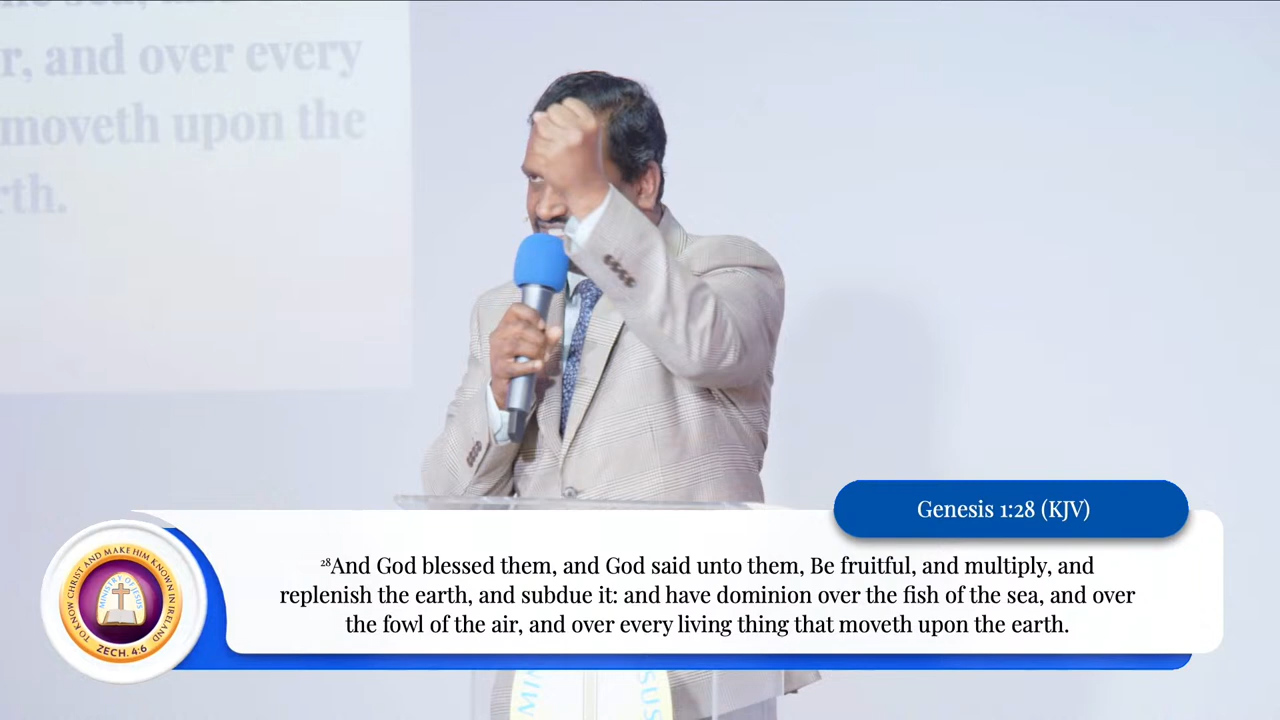 r, and over every
moveth upon the
rth.
Genesis 1:28 (KJV)
28And God blessed them, and God said unto them, Be fruitful, and multiply, and
replenish the earth, and subdue it: and have dominion over the fish of the sea, and over
the fowl of the air, and over every living thing that moveth upon the earth.
TO KNOW CHRIST AND MAKE HIM KNOWN IN IRELAND
MINISTRY OF JESUS
ZECH. 4:6
MIN
SUS